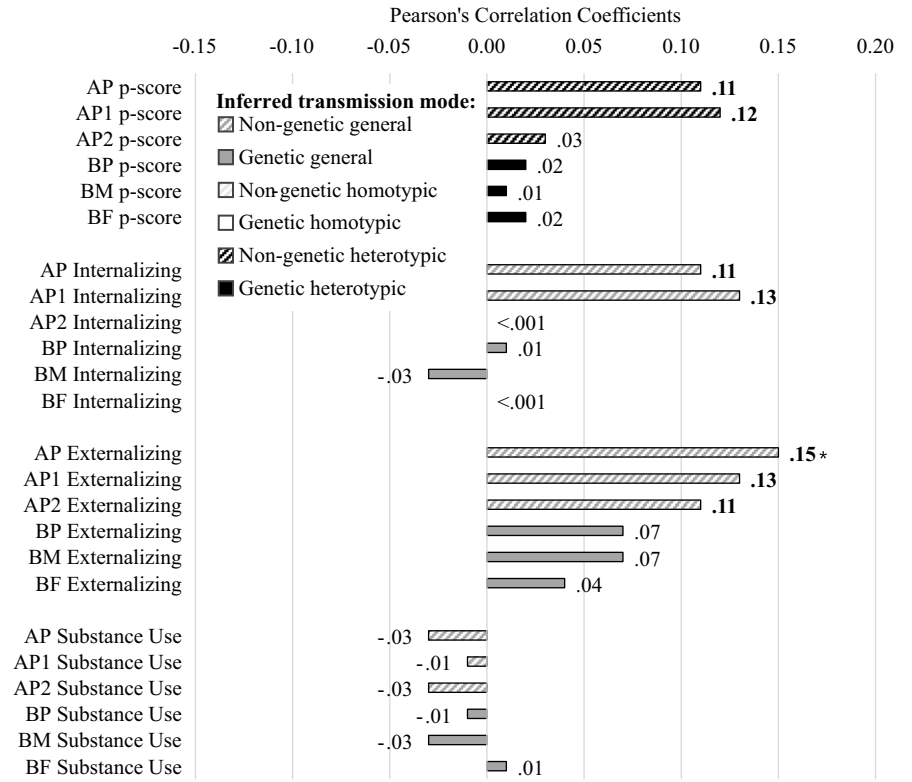 Pearson's Correlation Coefficients
-0.15 -0.10 -0.05 0.00 0.05 0.10 0.15 0.20
AP p-score .11
Inferred transmission mode:
AP1 p-score .12
Non-genetic general
AP2 p-score .03
Genetic general
BP p-score .02
Non-genetic homotypic
BM p-score .01
Genetic homotypic
BF p-score .02
Non-genetic heterotypic
AP Internalizing .11
Genetic heterotypic
AP1 Internalizing .13
AP2 Internalizing <.001
BP Internalizing .01
BM Internalizing -.03
BF Internalizing <.001
AP Externalizing .15*
AP1 Externalizing .13
AP2 Externalizing .11
BP Externalizing .07
BM Externalizing .07
BF Externalizing .04
AP Substance Use -.03
AP1 Substance Use -.01
AP2 Substance Use -.03
BP Substance Use -.01
BM Substance Use -.03
BF Substance Use .01